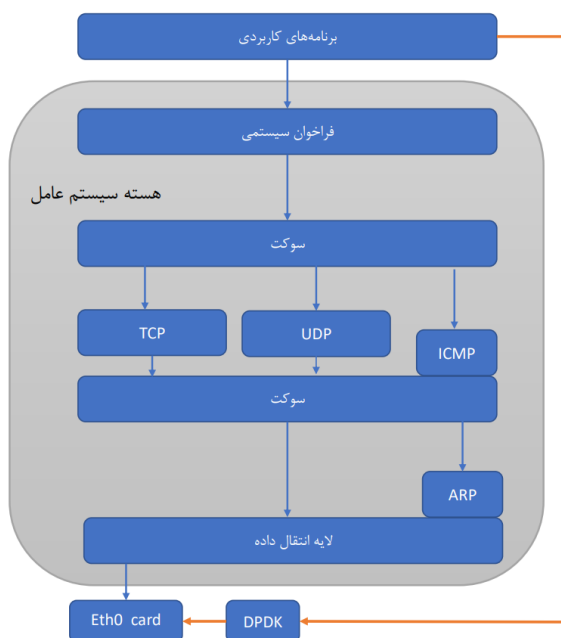 برنامه‌های کاربردی
فراخوان سیستمی
هسته سیستم عامل
سوکت
TCP
UDP
ICMP
سوکت
ARP
لایه انتقال داده
Eth0 card
DPDK